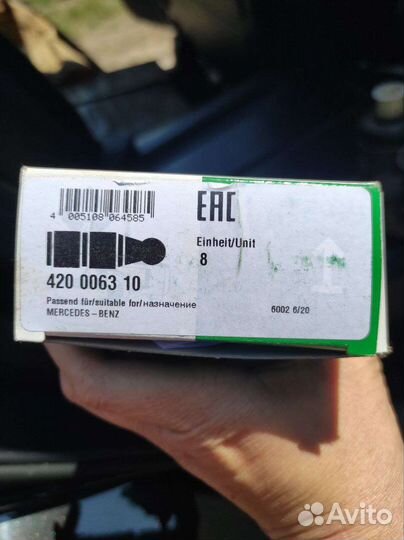 4 005108 064585
EAC
Einheit/Unit
8
420 0063 10
Passend für/suitable for/назначение
MERCEDES – BENZ
6002 6/20
Avito